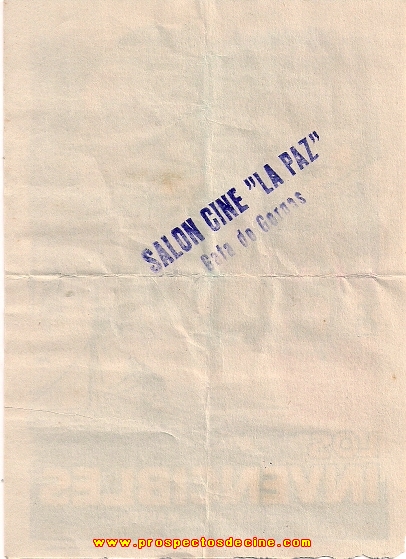 SALON CINE "LA PAZ"
Gata de Gorgos
INVENCIBLES
www.prospectosdecine.com